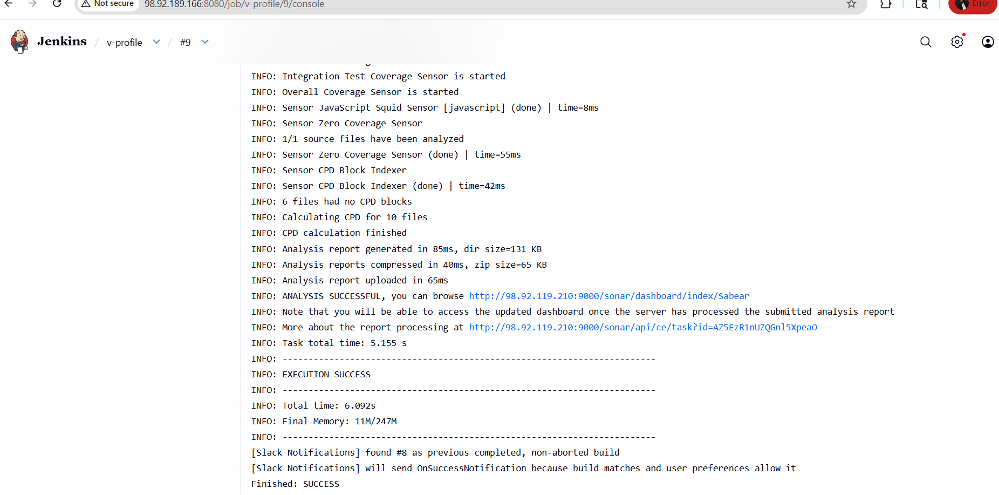 Not secure 98.92.189.166:8080/job/v-profile/9/console Error
Jenkins / v-profile / #9
INFO: Integration Test Coverage Sensor is started
INFO: Overall Coverage Sensor is started
INFO: Sensor JavaScript Squid Sensor [javascript] (done) | time=8ms
INFO: Sensor Zero Coverage Sensor
INFO: 1/1 source files have been analyzed
INFO: Sensor Zero Coverage Sensor (done) | time=55ms
INFO: Sensor CPD Block Indexer
INFO: Sensor CPD Block Indexer (done) | time=42ms
INFO: 6 files had no CPD blocks
INFO: Calculating CPD for 10 files
INFO: CPD calculation finished
INFO: Analysis report generated in 85ms, dir size=131 KB
INFO: Analysis reports compressed in 40ms, zip size=65 KB
INFO: Analysis report uploaded in 65ms
INFO: ANALYSIS SUCCESSFUL, you can browse http://98.92.119.210:9000/sonar/dashboard/index/Sabear
INFO: Note that you will be able to access the updated dashboard once the server has processed the submitted analysis report
INFO: More about the report processing at http://98.92.119.210:9000/sonar/api/ce/task?id=AZ5EzR1nUZQGnl5XpeaO
INFO: Task total time: 5.155 s
INFO: ------------------------------------------------------------------------
INFO: EXECUTION SUCCESS
INFO: ------------------------------------------------------------------------
INFO: Total time: 6.092s
INFO: Final Memory: 11M/247M
INFO: ------------------------------------------------------------------------
[Slack Notifications] found #8 as previous completed, non-aborted build
[Slack Notifications] will send OnSuccessNotification because build matches and user preferences allow it
Finished: SUCCESS